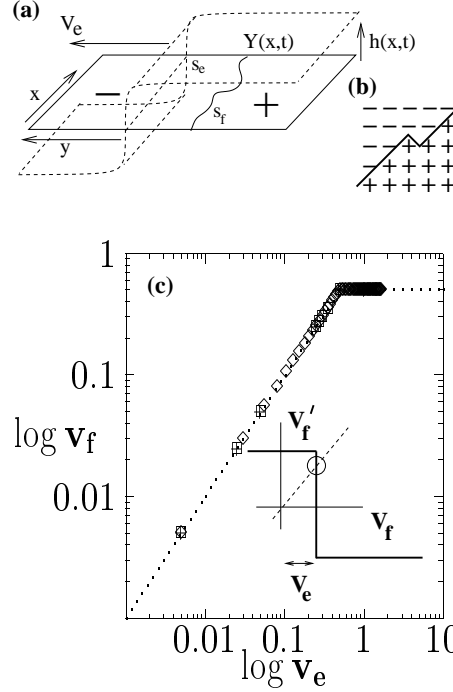 (a)
V_e
Y(x,t)
h(x,t)
s_e
x
−
+
s_f
y
(b)
− − − − − −
− − − − −
− − − + +
− − + + + +
− + + + + +
+ + + + + +
1
(c)
0.1
log v_f
V_f'
0.01
V_f
V_e
0.01 0.1 1 10
log v_e